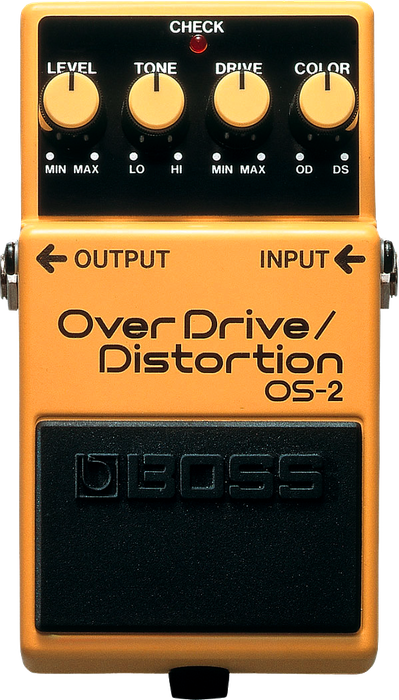 CHECK
LEVEL TONE DRIVE COLOR
MIN MAX LO HI MIN MAX OD DS
← OUTPUT INPUT ←
OverDrive/
Distortion
OS-2
BOSS